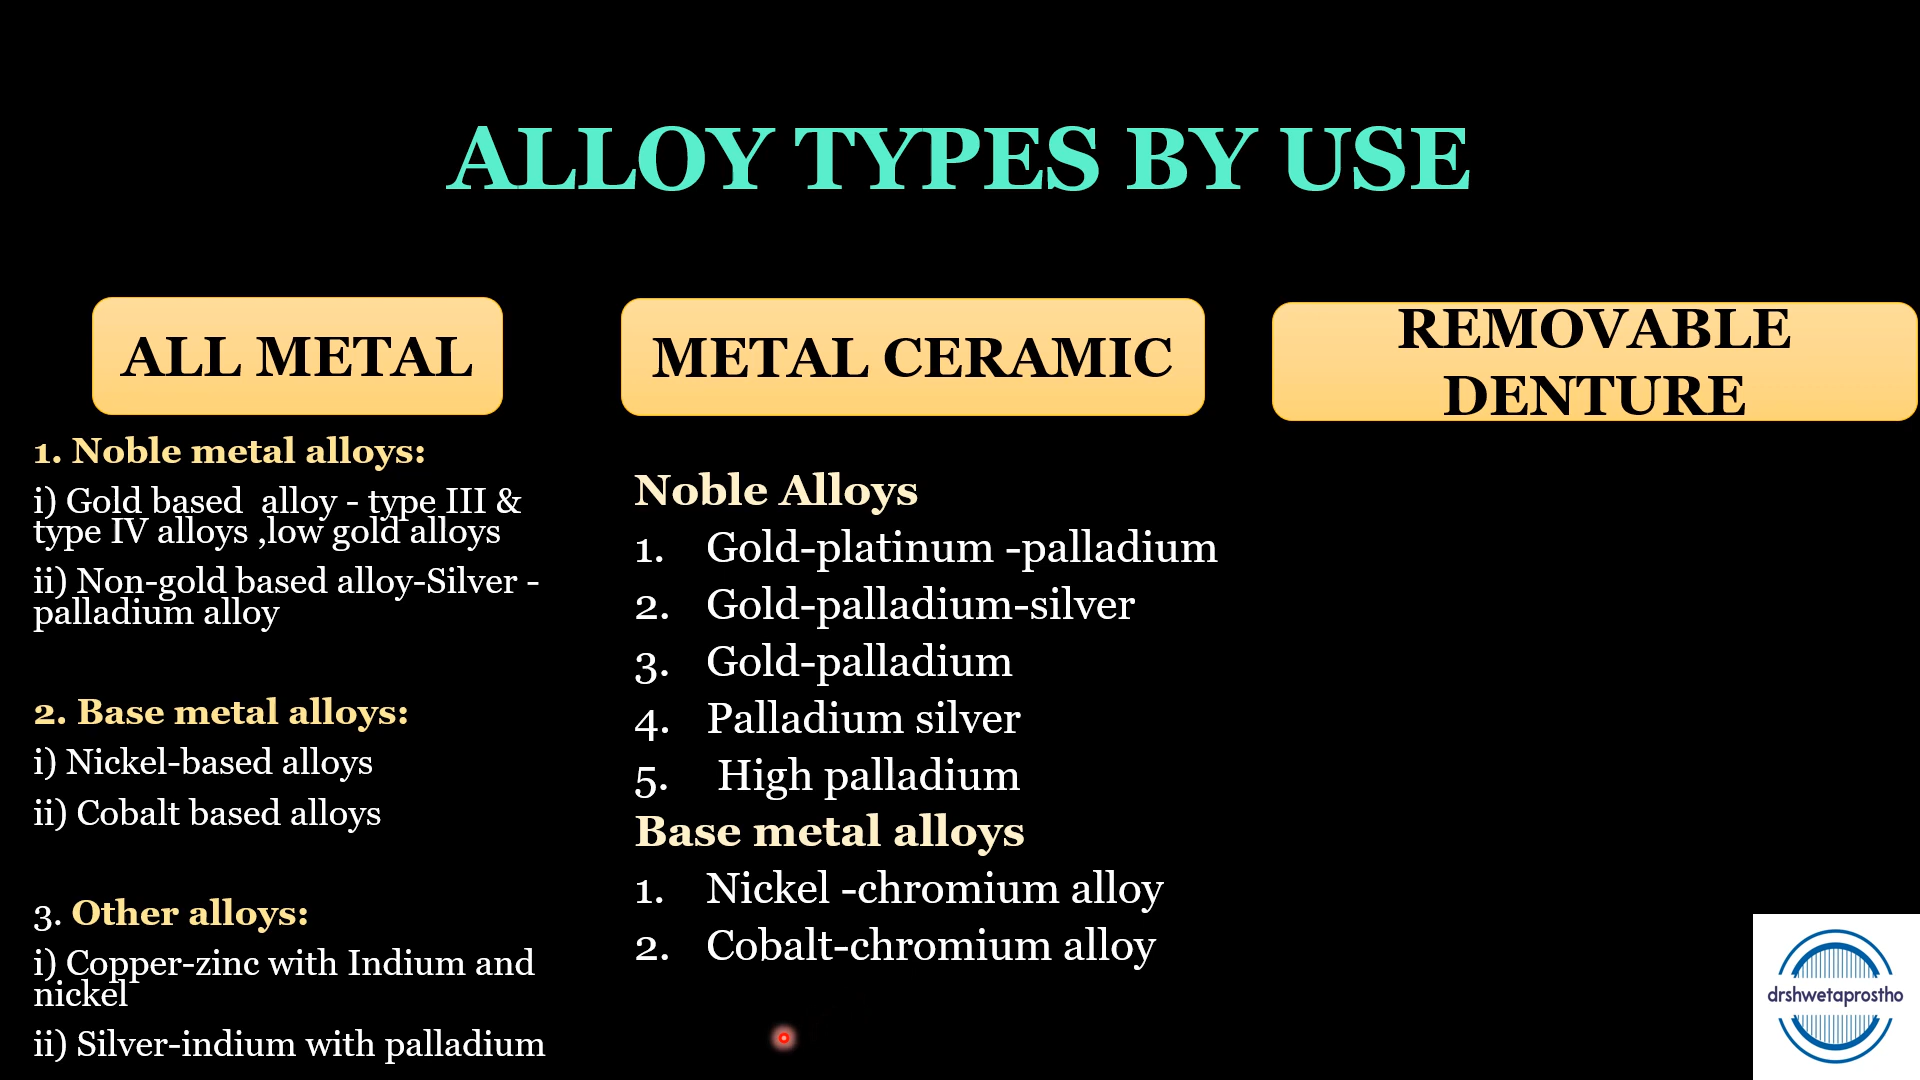 ALLOY TYPES BY USE
ALL METAL
1. Noble metal alloys:
i) Gold based  alloy - type III &
type IV alloys ,low gold alloys
ii) Non-gold based alloy-Silver -
palladium alloy
2. Base metal alloys:
i) Nickel-based alloys
ii) Cobalt based alloys
3. Other alloys:
i) Copper-zinc with Indium and
nickel
ii) Silver-indium with palladium
METAL CERAMIC
Noble Alloys
1. Gold-platinum -palladium
2. Gold-palladium-silver
3. Gold-palladium
4. Palladium silver
5. High palladium
Base metal alloys
1. Nickel -chromium alloy
2. Cobalt-chromium alloy
REMOVABLE
DENTURE
drshwetaprostho